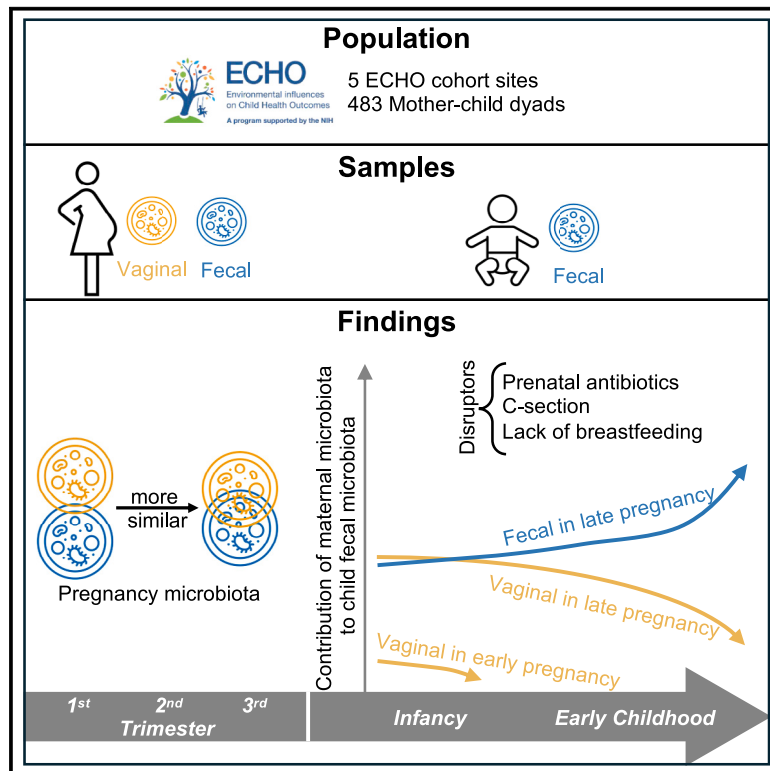 Population
ECHO
Environmental influences
on Child Health Outcomes
A program supported by the NIH
5 ECHO cohort sites
483 Mother-child dyads
Samples
Vaginal
Fecal
Fecal
Findings
more
similar
Pregnancy microbiota
Contribution of maternal microbiota
to child fecal microbiota
Disruptors
Prenatal antibiotics
C-section
Lack of breastfeeding
Fecal in late pregnancy
Vaginal in late pregnancy
Vaginal in early pregnancy
1st 2nd 3rd
Trimester
Infancy
Early Childhood